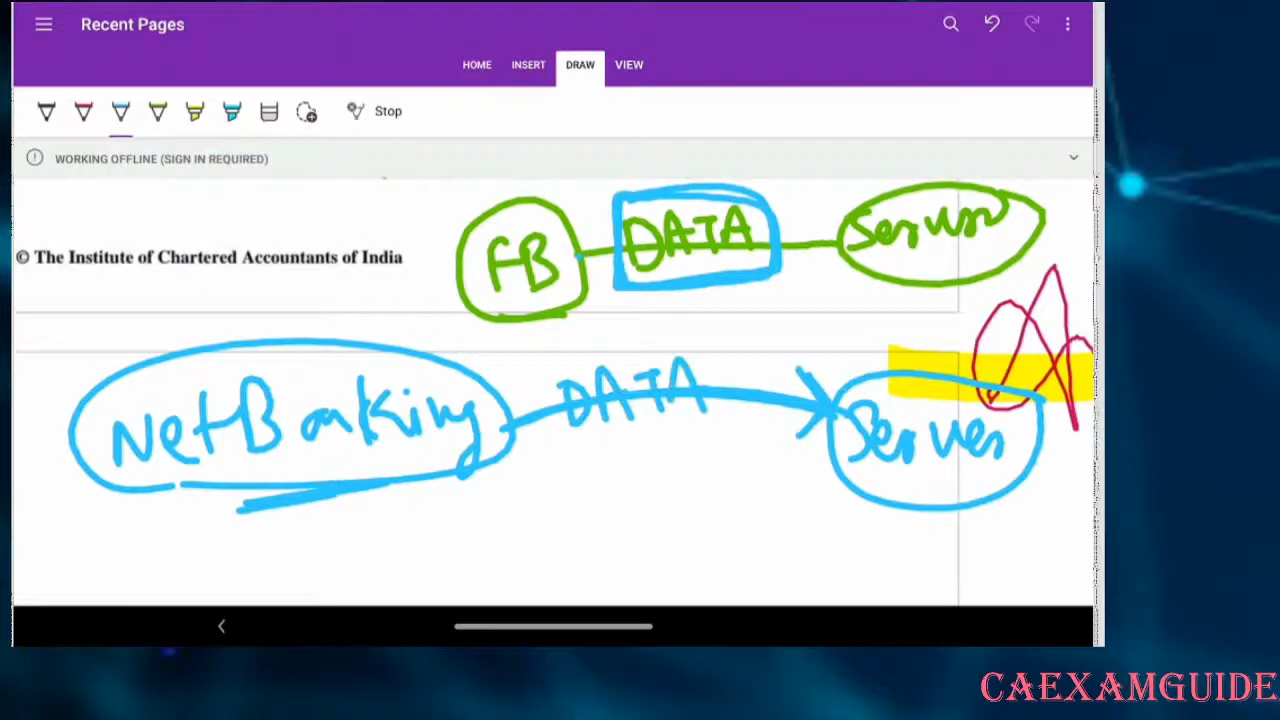 Recent Pages
HOME INSERT DRAW VIEW
Stop
WORKING OFFLINE (SIGN IN REQUIRED)
FB DATA Server
© The Institute of Chartered Accountants of India
NetBanking DATA Server
CAEXAMGUIDE